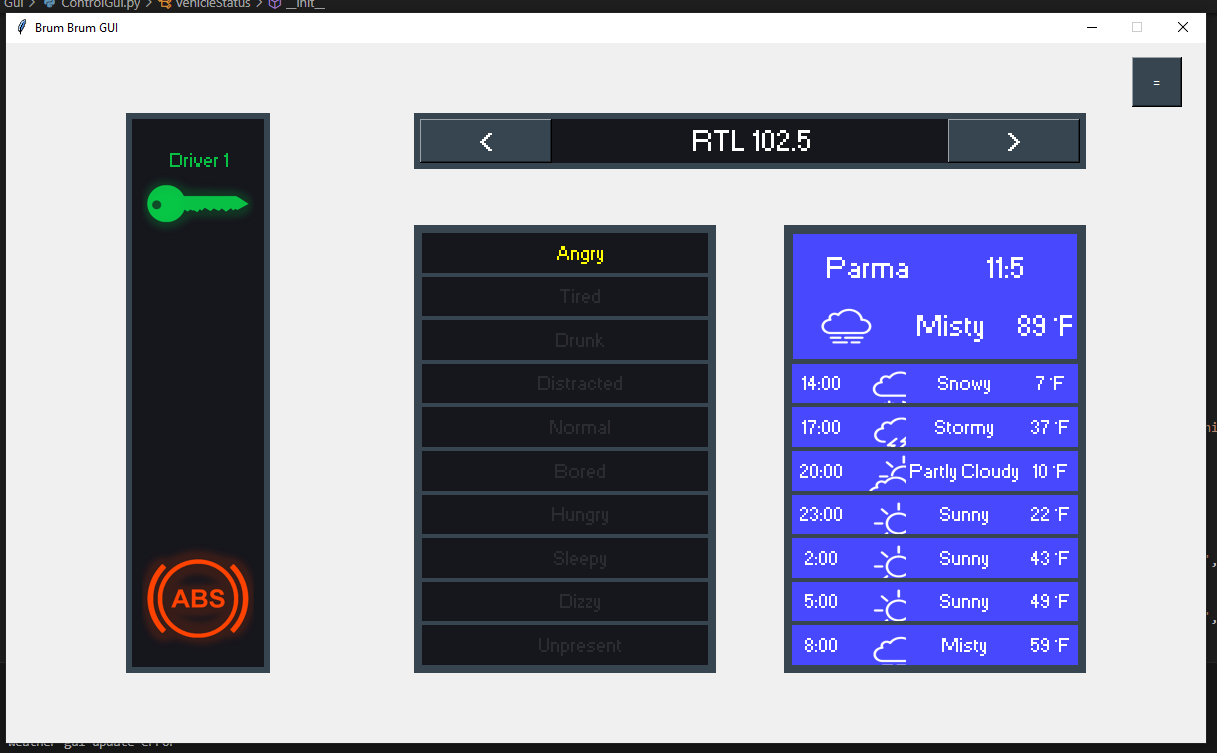 Gui > ControlGui.py > VehicleStatus > __init__
Brum Brum GUI
=
Driver 1
< RTL 102.5 >
Angry
Tired
Drunk
Distracted
Normal
Bored
Hungry
Sleepy
Dizzy
Unpresent
ABS
Parma 11:5
Misty 89 °F
14:00 Snowy 7 °F
17:00 Stormy 37 °F
20:00 Partly Cloudy 10 °F
23:00 Sunny 22 °F
2:00 Sunny 43 °F
5:00 Sunny 49 °F
8:00 Misty 59 °F
weather gui update error